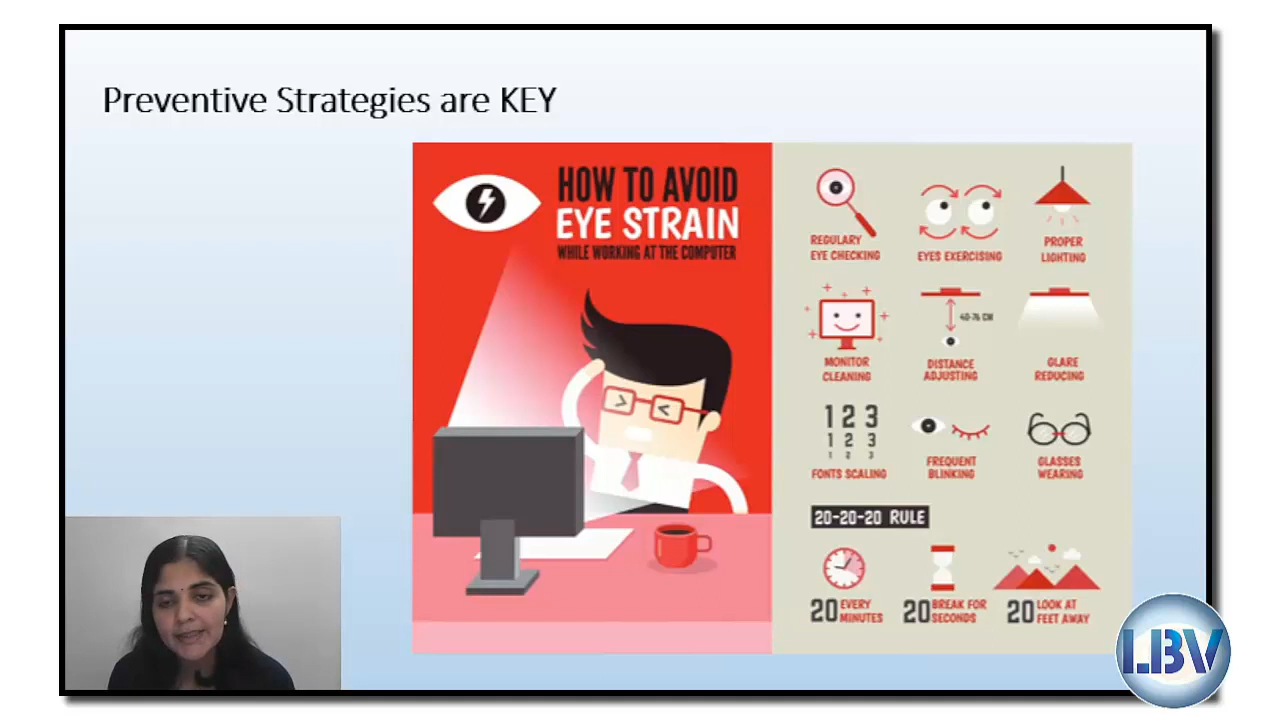 Preventive Strategies are KEY
HOW TO AVOID
EYE STRAIN
WHILE WORKING AT THE COMPUTER
REGULARY
EYE CHECKING
EYES EXERCISING
PROPER
LIGHTING
MONITOR
CLEANING
40-76 CM
DISTANCE
ADJUSTING
GLARE
REDUCING
1 2 3
1 2 3
1 2 3
FONTS SCALING
FREQUENT
BLINKING
GLASSES
WEARING
20-20-20 RULE
20 EVERY
MINUTES
20 BREAK FOR
SECONDS
20 LOOK AT
FEET AWAY
LBV